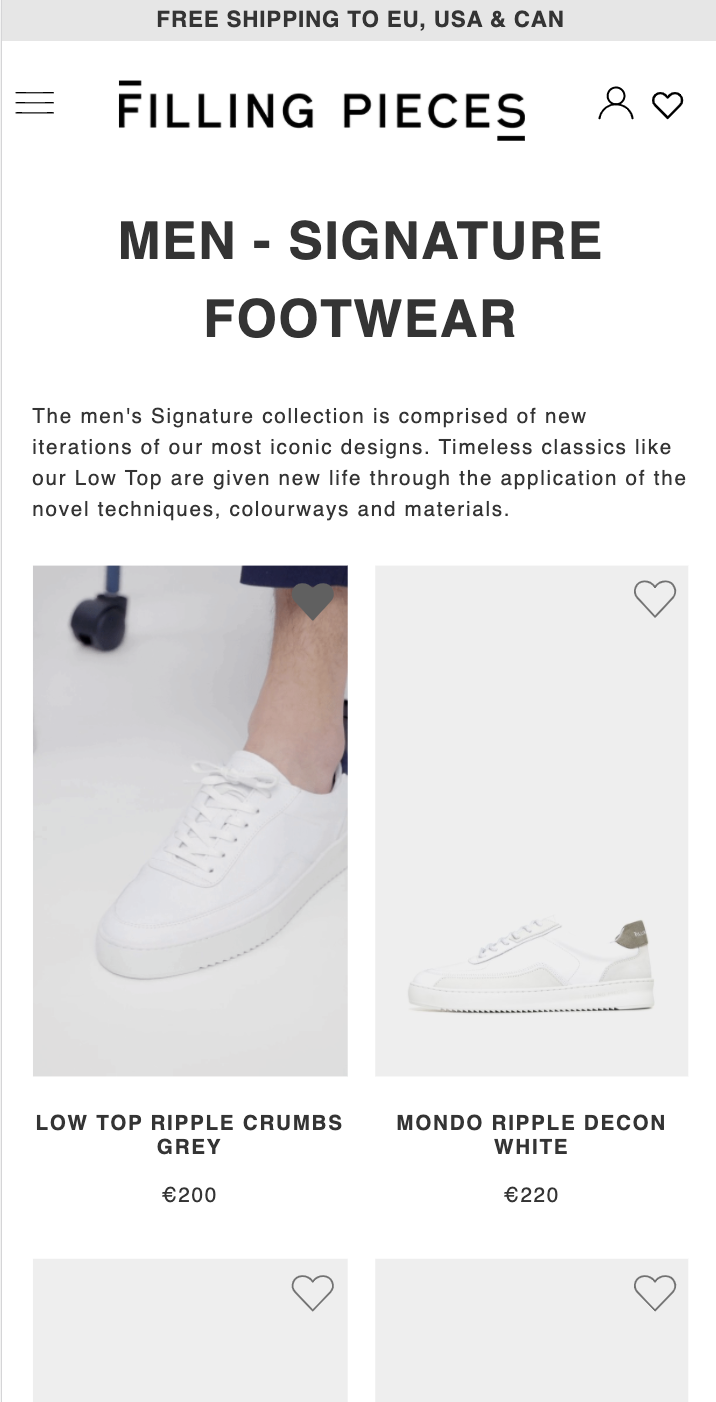 FREE SHIPPING TO EU, USA & CAN
FILLING PIECES
MEN - SIGNATURE
FOOTWEAR
The men's Signature collection is comprised of new
iterations of our most iconic designs. Timeless classics like
our Low Top are given new life through the application of the
novel techniques, colourways and materials.
LOW TOP RIPPLE CRUMBS
GREY
€200
MONDO RIPPLE DECON
WHITE
€220